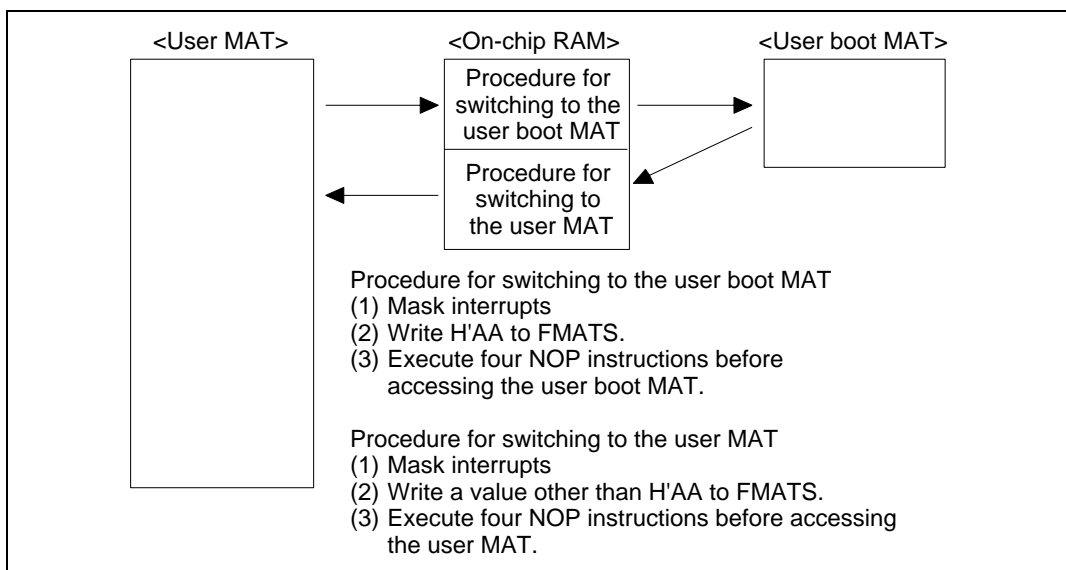 <User MAT>
<On-chip RAM>
<User boot MAT>
Procedure for
switching to the
user boot MAT
Procedure for
switching to
the user MAT
Procedure for switching to the user boot MAT
(1) Mask interrupts
(2) Write H'AA to FMATS.
(3) Execute four NOP instructions before
accessing the user boot MAT.
Procedure for switching to the user MAT
(1) Mask interrupts
(2) Write a value other than H'AA to FMATS.
(3) Execute four NOP instructions before accessing
the user MAT.